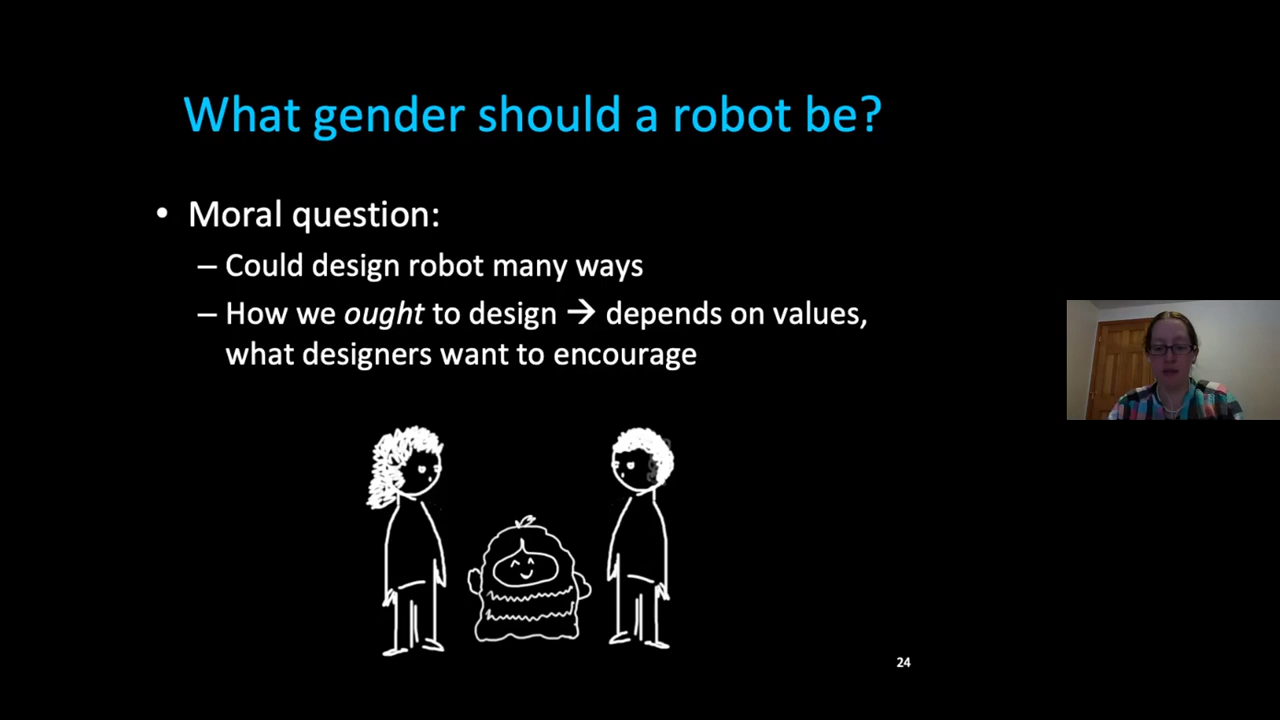 What gender should a robot be?
• Moral question:
– Could design robot many ways
– How we ought to design → depends on values,
what designers want to encourage
24